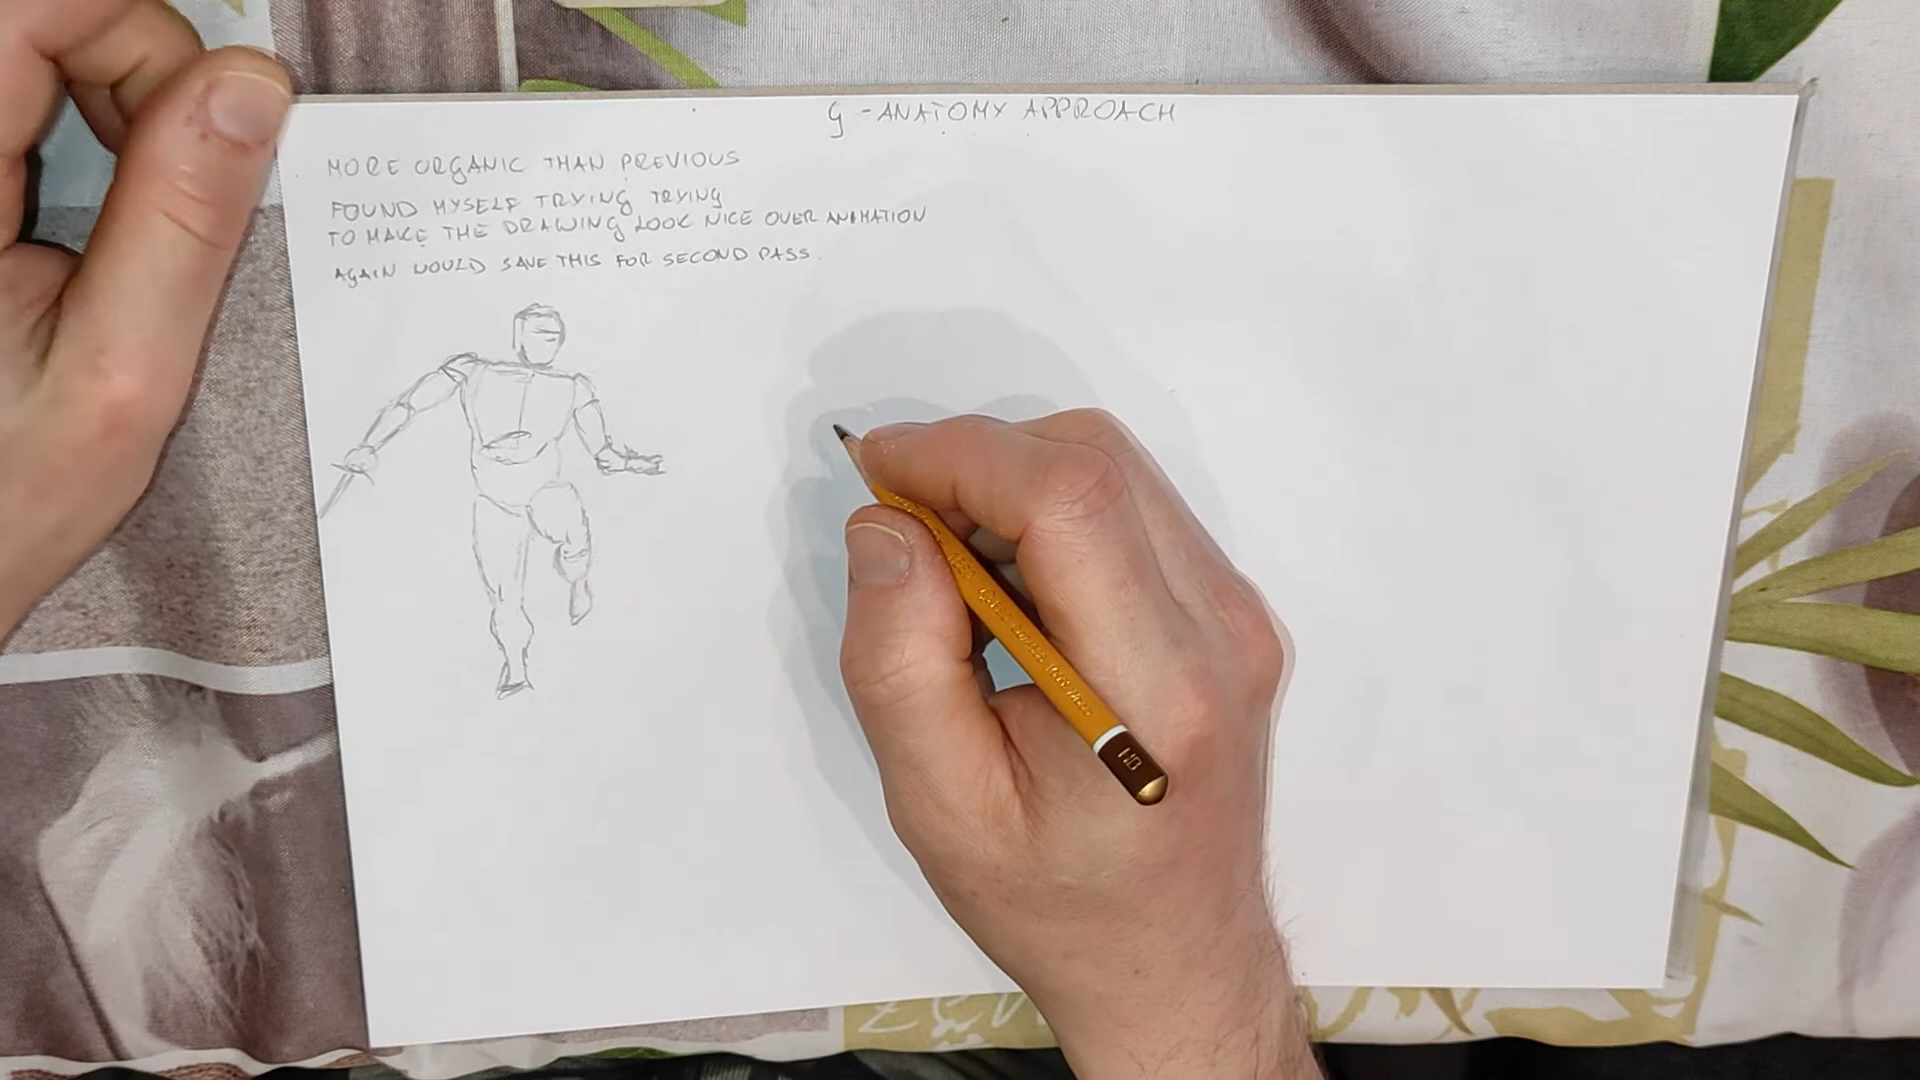 G - ANATOMY APPROACH
MORE ORGANIC THAN PREVIOUS
FOUND MYSELF TRYING TRYING
TO MAKE THE DRAWING LOOK NICE OVER ANIMATION
AGAIN WOULD SAVE THIS FOR SECOND PASS.
HB